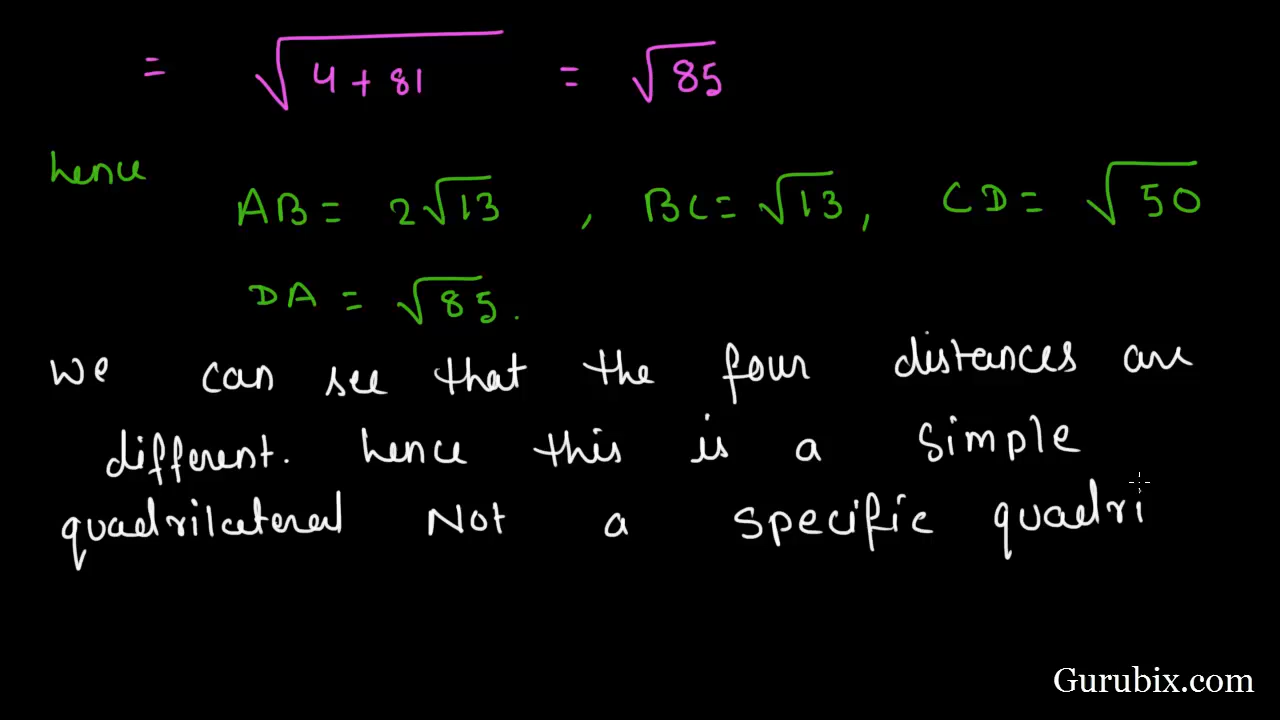 = √4+81 = √85
hence
AB = 2√13 , BC = √13 , CD = √50
DA = √85.
We can see that the four distances are
different. hence this is a simple
quadrilateral Not a specific quadri
Gurubix.com